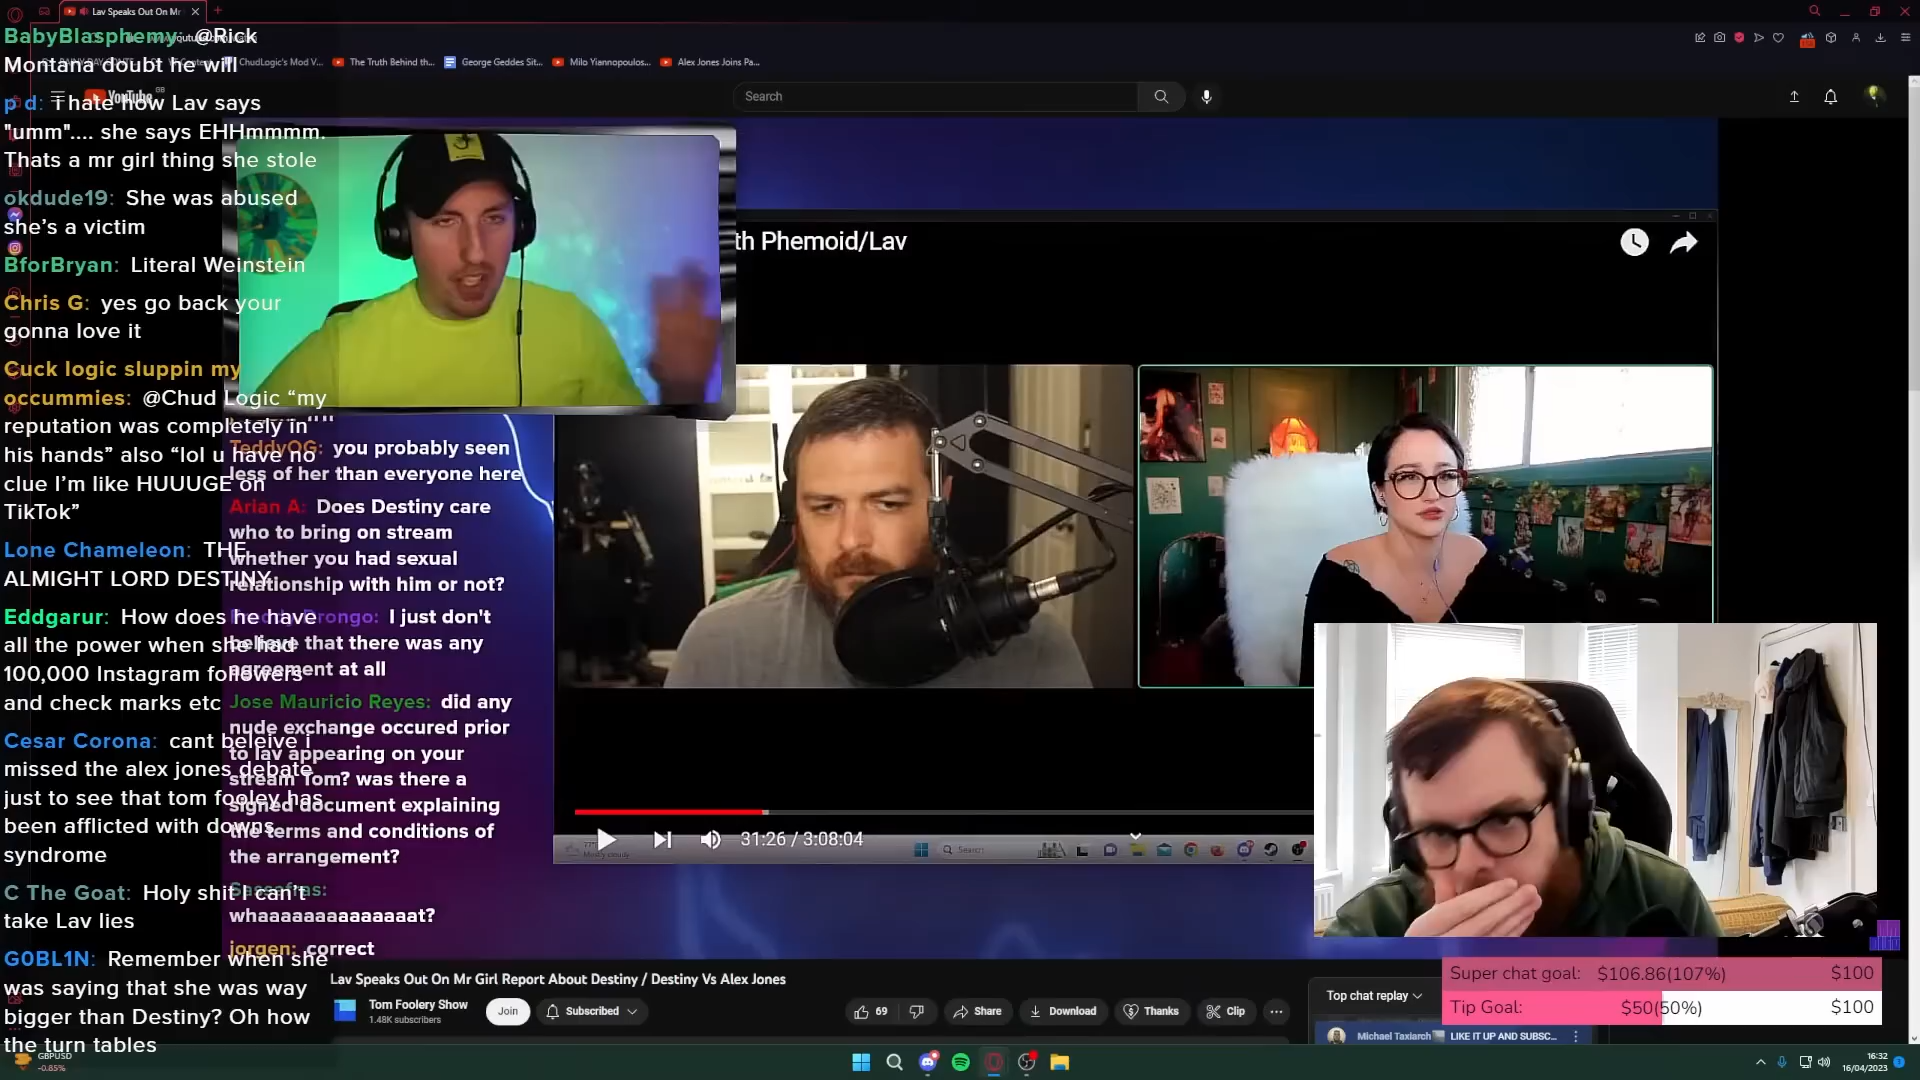 Lav Speaks Out On Mr
BabyBlasphemy: @Rick
Montana doubt he will
ChudLogic's Mod V...
The Truth Behind th...
George Geddes Sit...
Milo Yiannopoulos...
Alex Jones Joins Pa...
YouTube GB
Search
p d: i hate how Lav says
"umm".... she says EHHmmmm.
Thats a mr girl thing she stole
okdude19: She was abused
she's a victim
BforBryan: Literal Weinstein
Chris G: yes go back your
gonna love it
Cuck logic sluppin my
occummies: @Chud Logic “my
reputation was completely in
his hands” also “lol u have no
clue I’m like HUUUGE on
TikTok”
Lone Chameleon: THE
ALMIGHT LORD DESTINY
Eddgarur: How does he have
all the power when she had
100,000 Instagram followers
and check marks etc
Cesar Corona: cant beleive i
missed the alex jones debate
just to see that tom fooley has
been afflicted with downs
syndrome
C The Goat: Holy shit I can’t
take Lav lies
G0BL1N: Remember when she
was saying that she was way
bigger than Destiny? Oh how
the turn tables
th Phemoid/Lav
TeddyOG: you probably seen
less of her than everyone here
Arian A: Does Destiny care
who to bring on stream
whether you had sexual
relationship with him or not?
Drongo: I just don't
believe that there was any
agreement at all
Jose Mauricio Reyes: did any
nude exchange occured prior
to lav appearing on your
stream Tom? was there a
signed document explaining
the terms and conditions of
the arrangement?
Sassafras:
whaaaaaaaaaaaaat?
jorgen: correct
31:26 / 3:08:04
Search
Lav Speaks Out On Mr Girl Report About Destiny / Destiny Vs Alex Jones
Tom Foolery Show
1.48K subscribers
Join
Subscribed
69
Share
Download
Thanks
Clip
Top chat replay
Michael Taxiarch LIKE IT UP AND SUBSC...
Super chat goal: $106.86(107%) $100
Tip Goal: $50(50%) $100
GBPUSD
-0.85%
16:32
16/04/2023